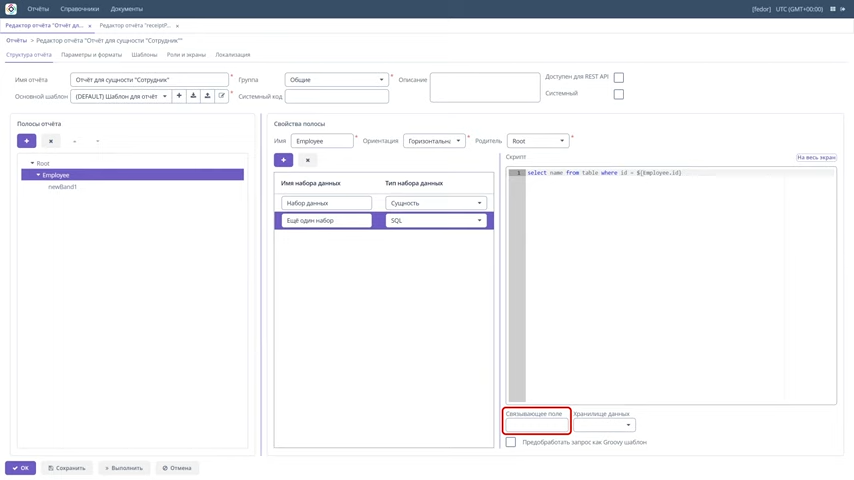 Отчёты Справочники Документы [fedor] UTC (GMT+00:00)
Редактор отчёта "Отчёт дл... × Редактор отчёта "receiptP... ×
Отчёты > Редактор отчёта "Отчёт для сущности "Сотрудник""
Структура отчёта Параметры и форматы Шаблоны Роли и экраны Локализация
Имя отчёта Отчёт для сущности "Сотрудник" * Группа Общие * Описание Доступен для REST API
Основной шаблон (DEFAULT) Шаблон для отчёт * Системный код Системный
Полосы отчёта
Root
Employee
newBand1
Свойства полосы
Имя Employee * Ориентация Горизонтальна * Родитель Root *
Имя набора данных Тип набора данных
Набор данных Сущность
Ещё один набор SQL
Скрипт На весь экран
1 select name from table where id = ${Employee.id}
Связывающее поле Хранилище данных
Предобработать запрос как Groovy шаблон
OK Сохранить Выполнить Отмена